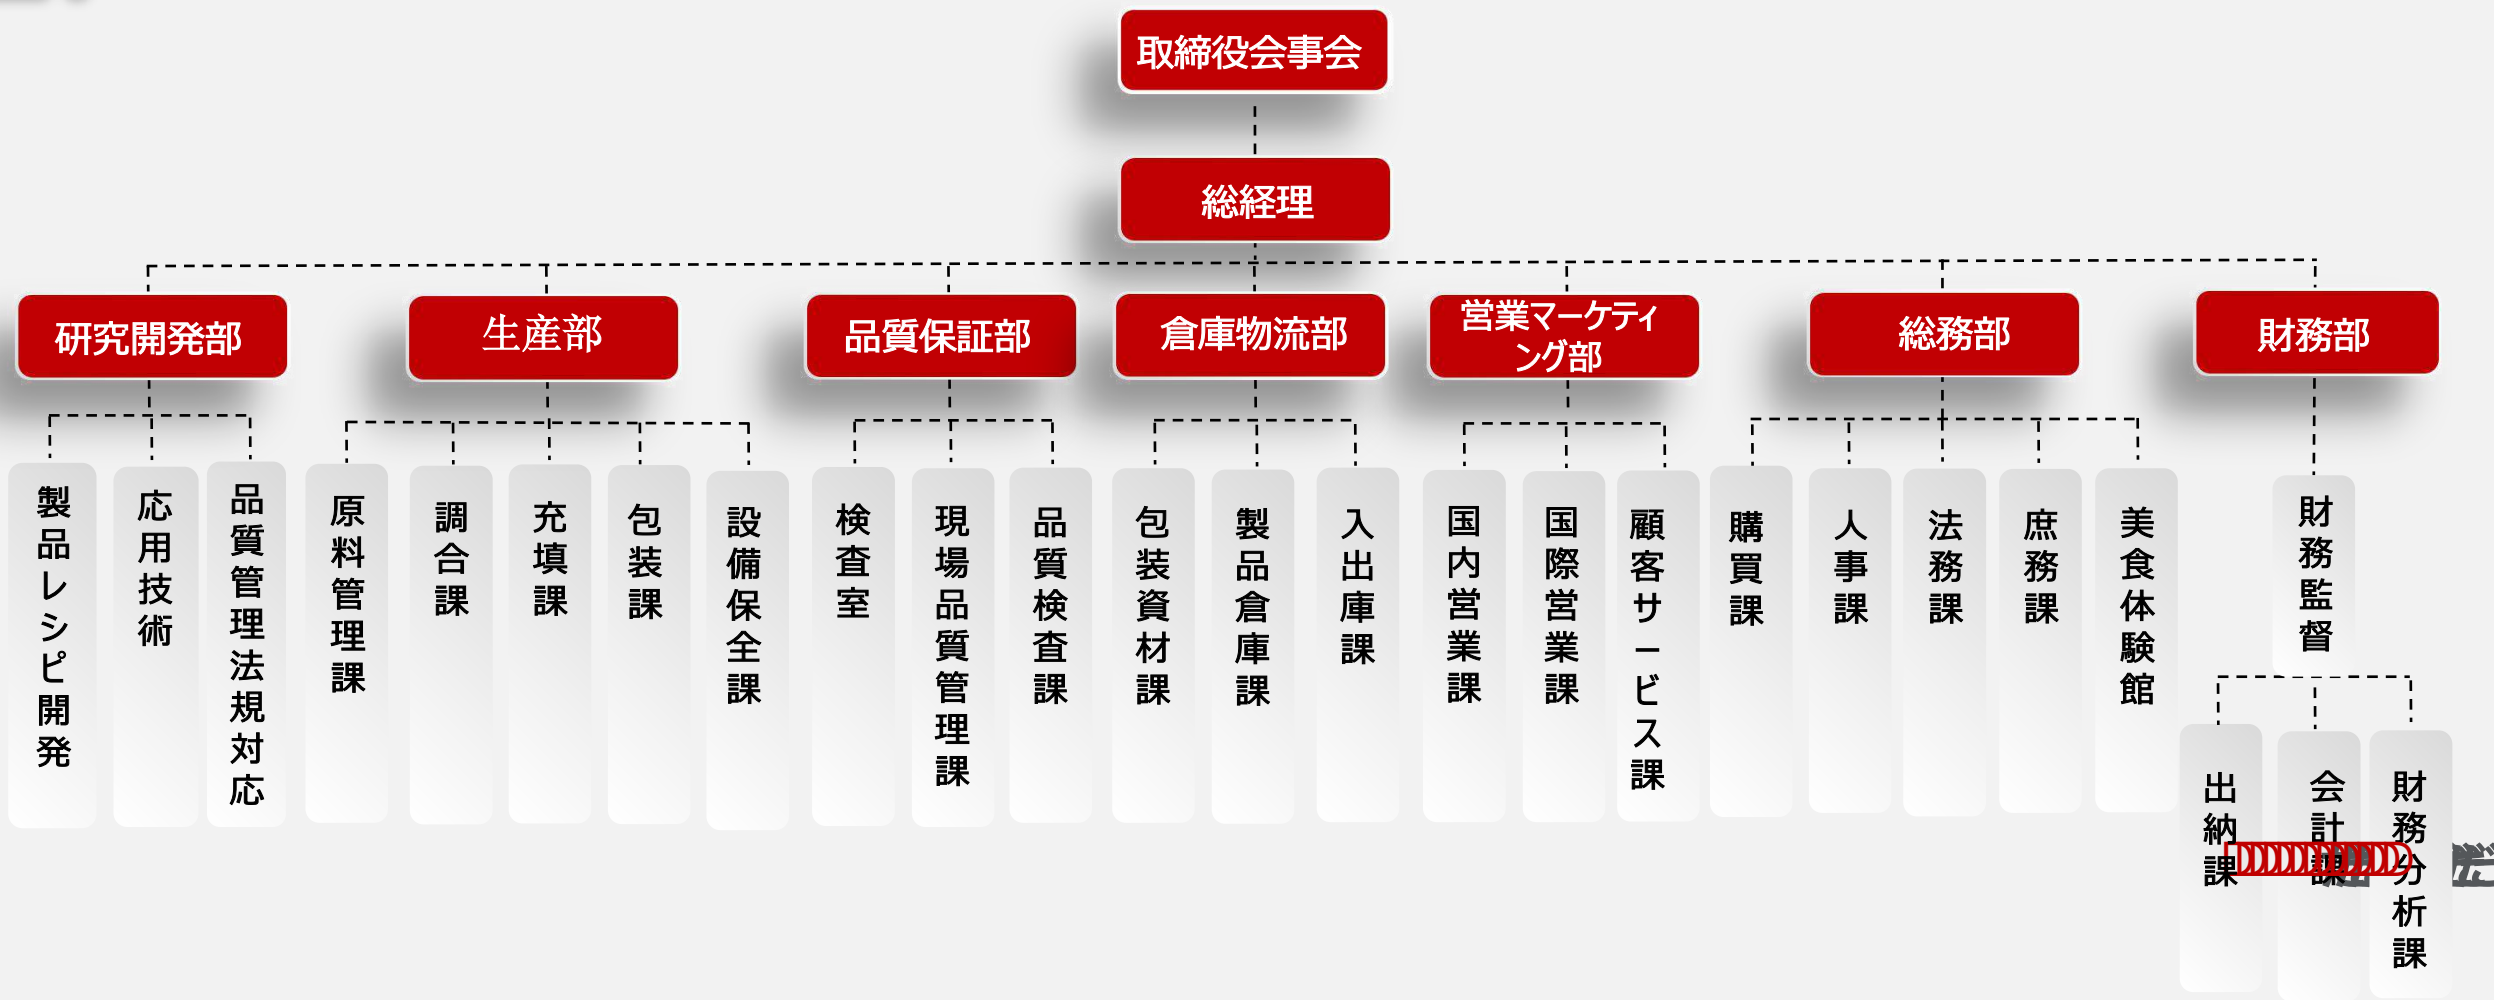 取締役会事会
総経理
研究開発部
生産部
品質保証部
倉庫物流部
営業マーケティ
ング部
総務部
財務部
製品レシピ開発
応用技術
品質管理法規対応
原料管理課
調合課
充填課
包装課
設備保全課
検査室
現場品質管理課
品質検査課
包装資材課
製品倉庫課
入出庫課
国内営業課
国際営業課
顧客サービス課
購買課
人事課
法務課
庶務課
美食体験館
財務監督
出納課
会計課
財務分析課